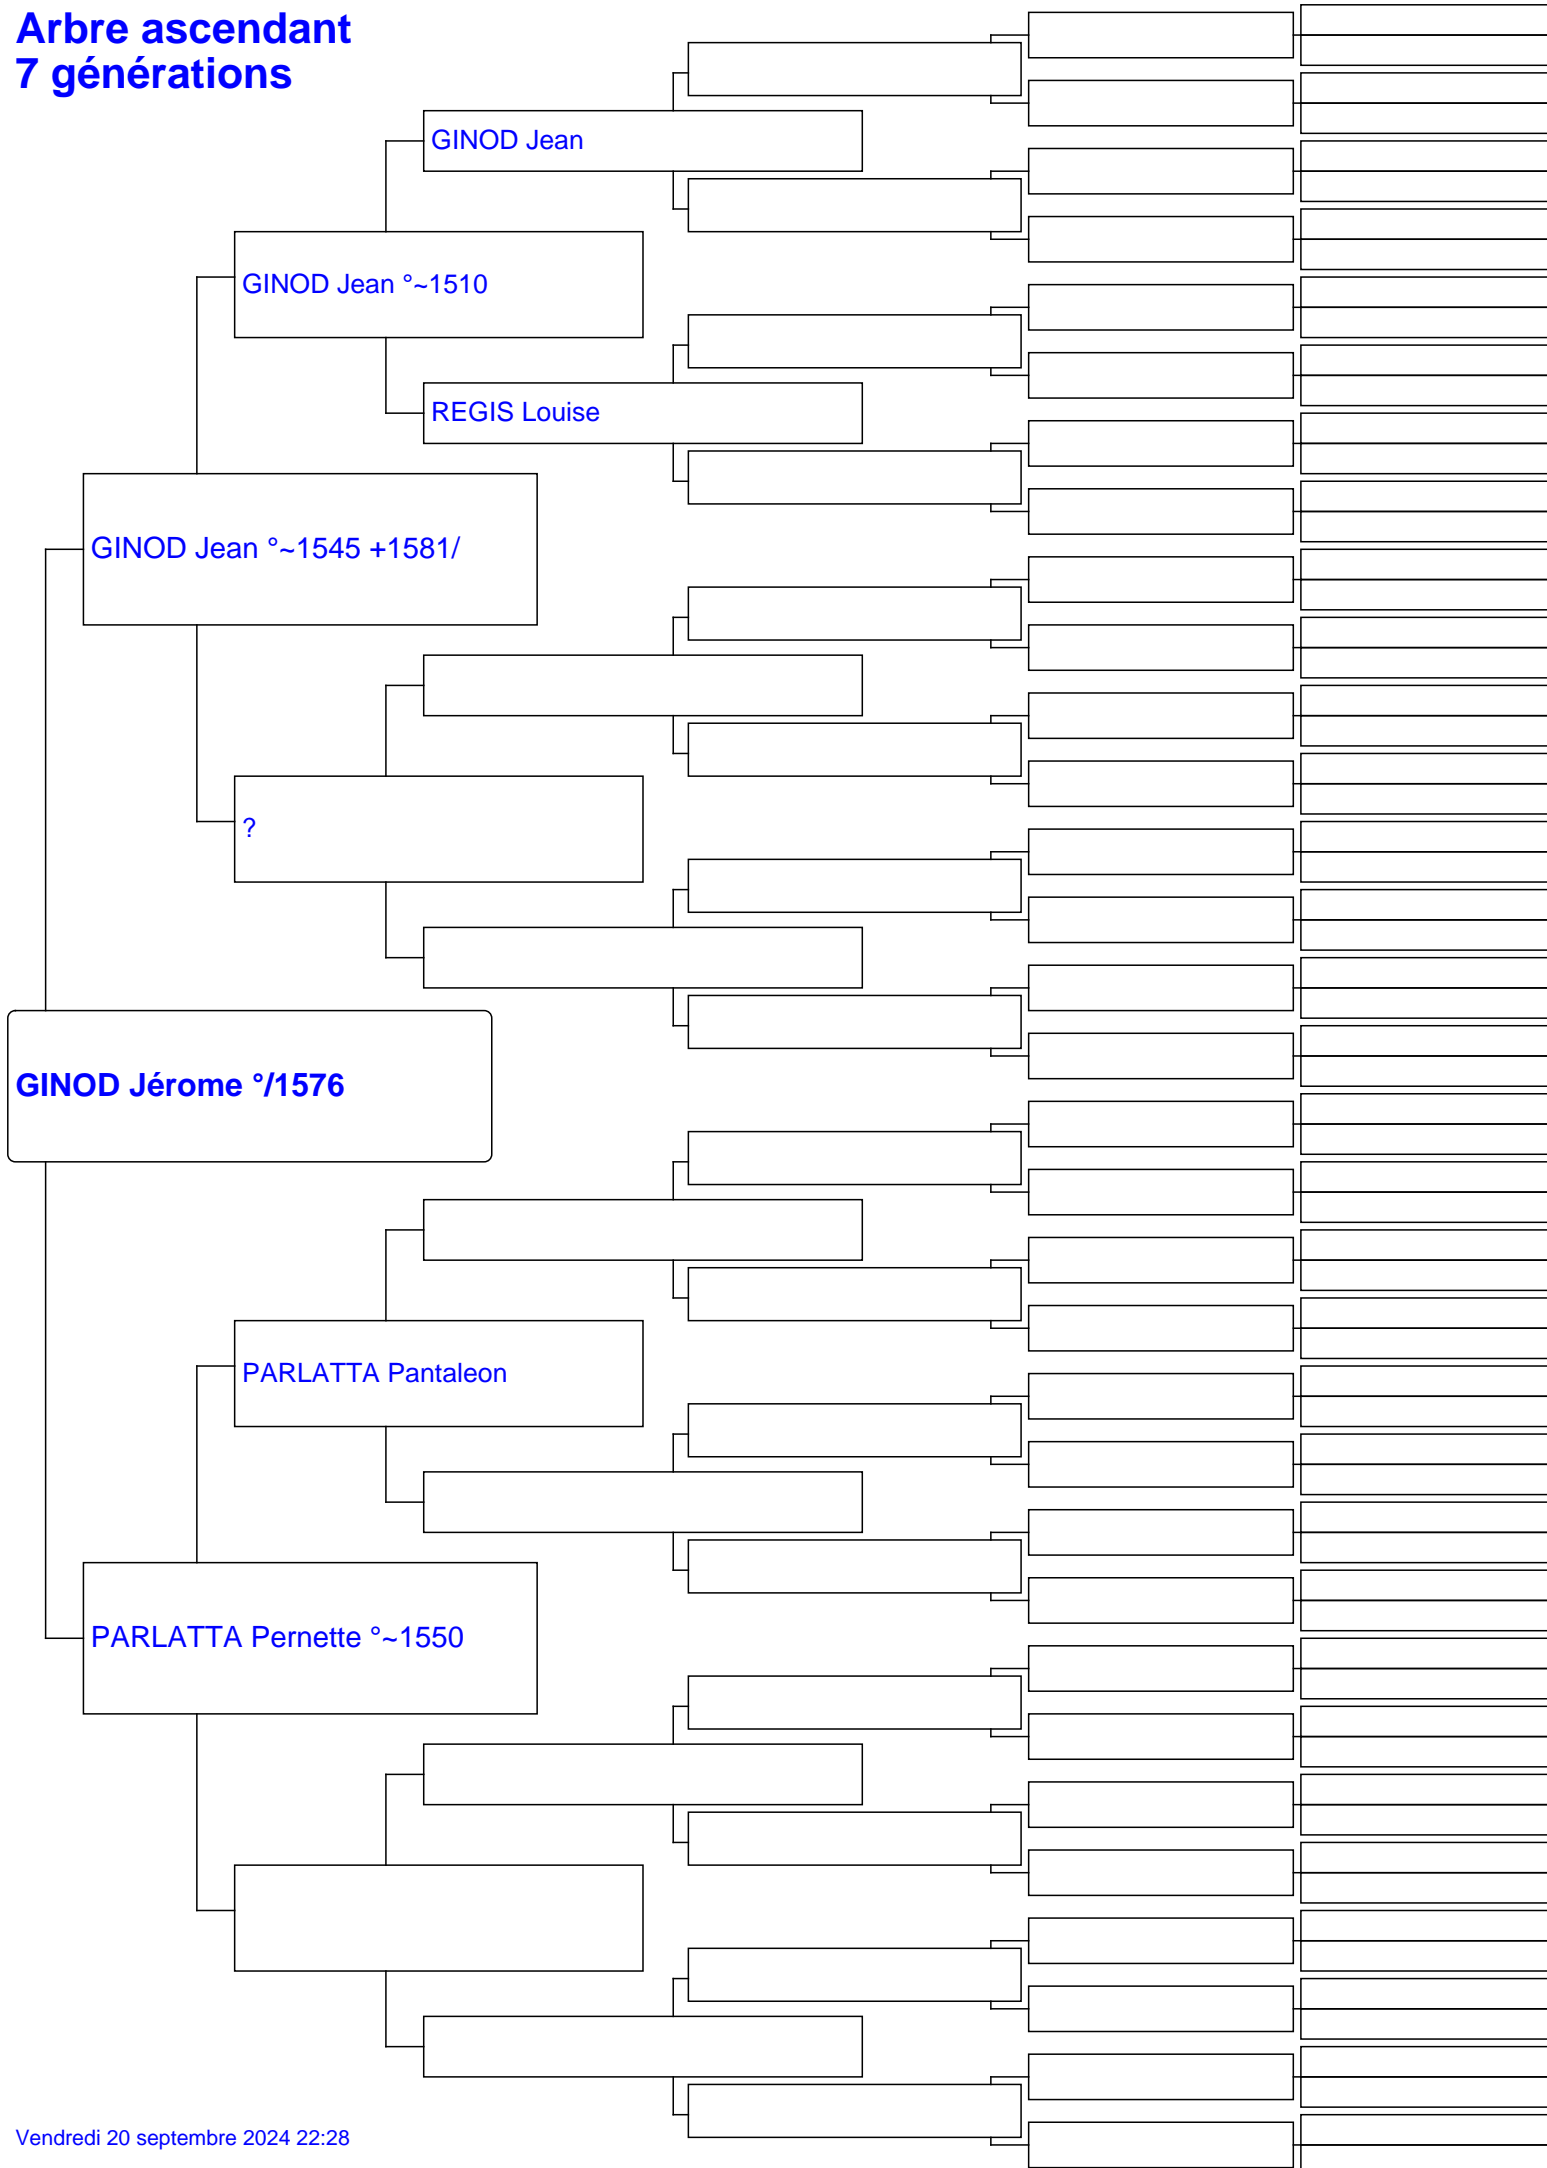 Arbre ascendant
7 générations
GINOD Jean
GINOD Jean °~1510
REGIS Louise
GINOD Jean °~1545 +1581/
?
GINOD Jérome °/1576
PARLATTA Pantaleon
PARLATTA Pernette °~1550
Vendredi 20 septembre 2024 22:28